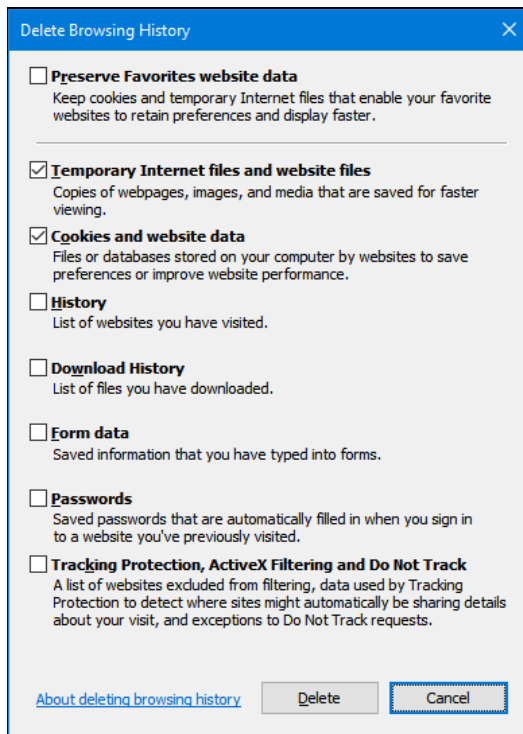 Delete Browsing History
Preserve Favorites website data
Keep cookies and temporary Internet files that enable your favorite
websites to retain preferences and display faster.
Temporary Internet files and website files
Copies of webpages, images, and media that are saved for faster
viewing.
Cookies and website data
Files or databases stored on your computer by websites to save
preferences or improve website performance.
History
List of websites you have visited.
Download History
List of files you have downloaded.
Form data
Saved information that you have typed into forms.
Passwords
Saved passwords that are automatically filled in when you sign in
to a website you've previously visited.
Tracking Protection, ActiveX Filtering and Do Not Track
A list of websites excluded from filtering, data used by Tracking
Protection to detect where sites might automatically be sharing details
about your visit, and exceptions to Do Not Track requests.
About deleting browsing history
Delete
Cancel